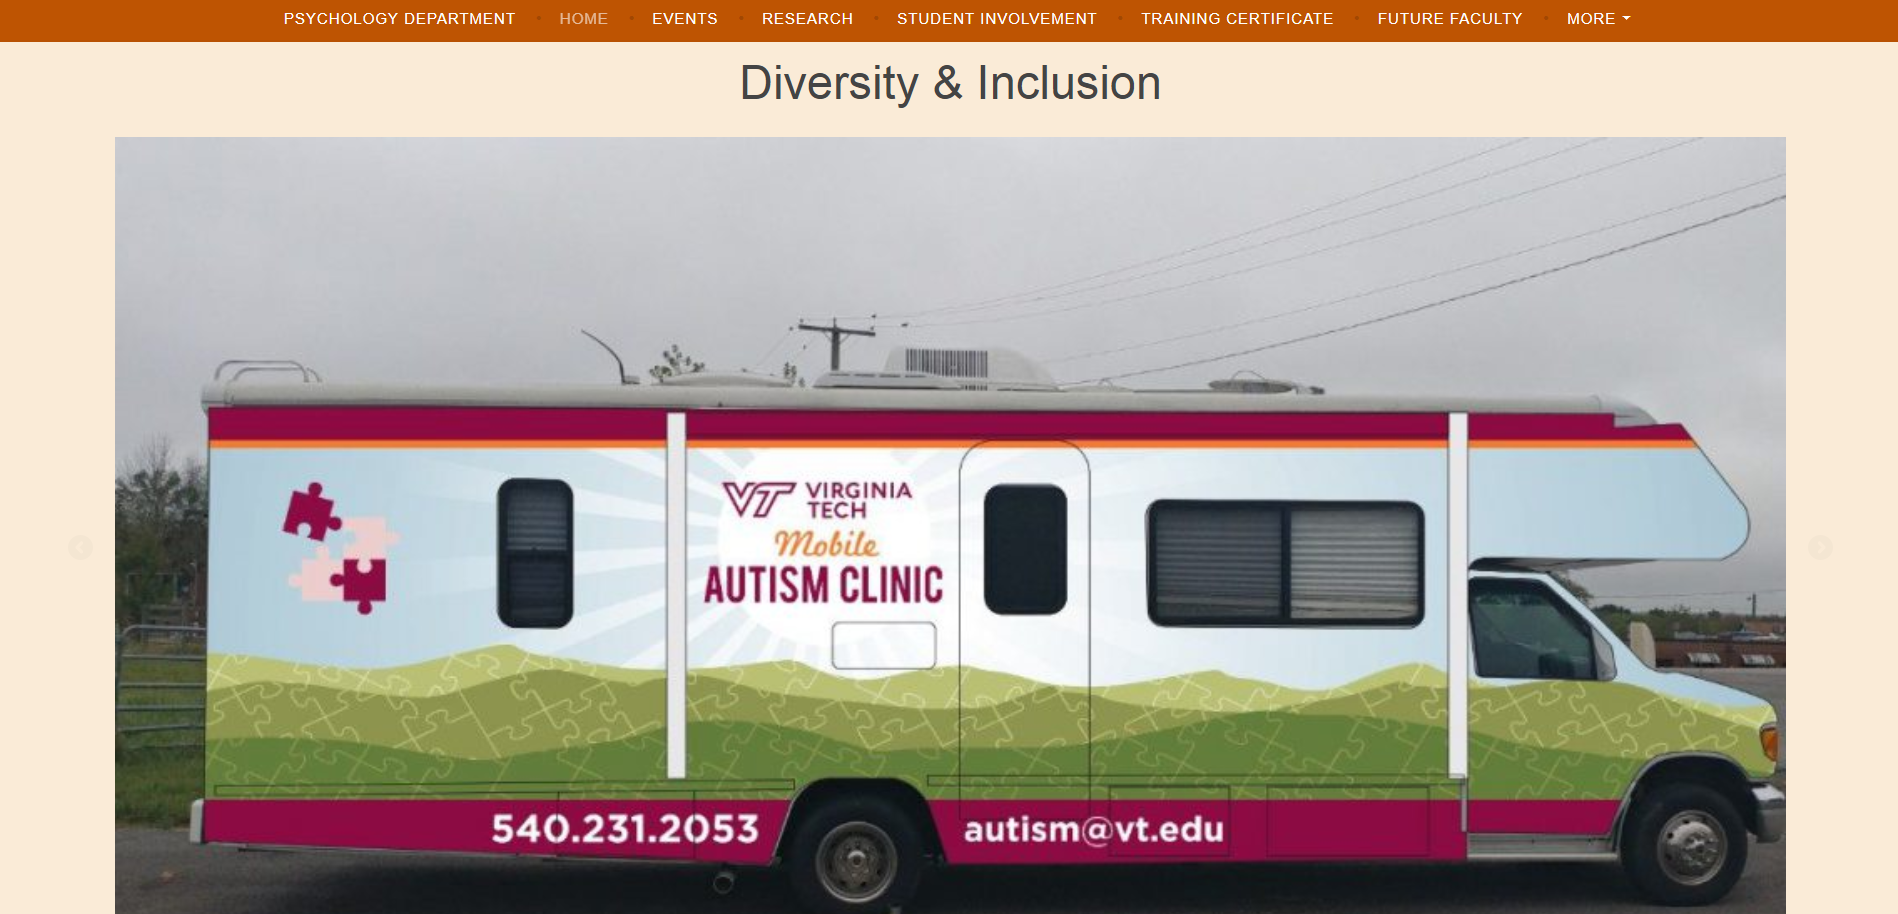 PSYCHOLOGY DEPARTMENT HOME EVENTS RESEARCH STUDENT INVOLVEMENT TRAINING CERTIFICATE FUTURE FACULTY MORE
Diversity & Inclusion
VT VIRGINIA
TECH
Mobile
AUTISM CLINIC
540.231.2053 autism@vt.edu